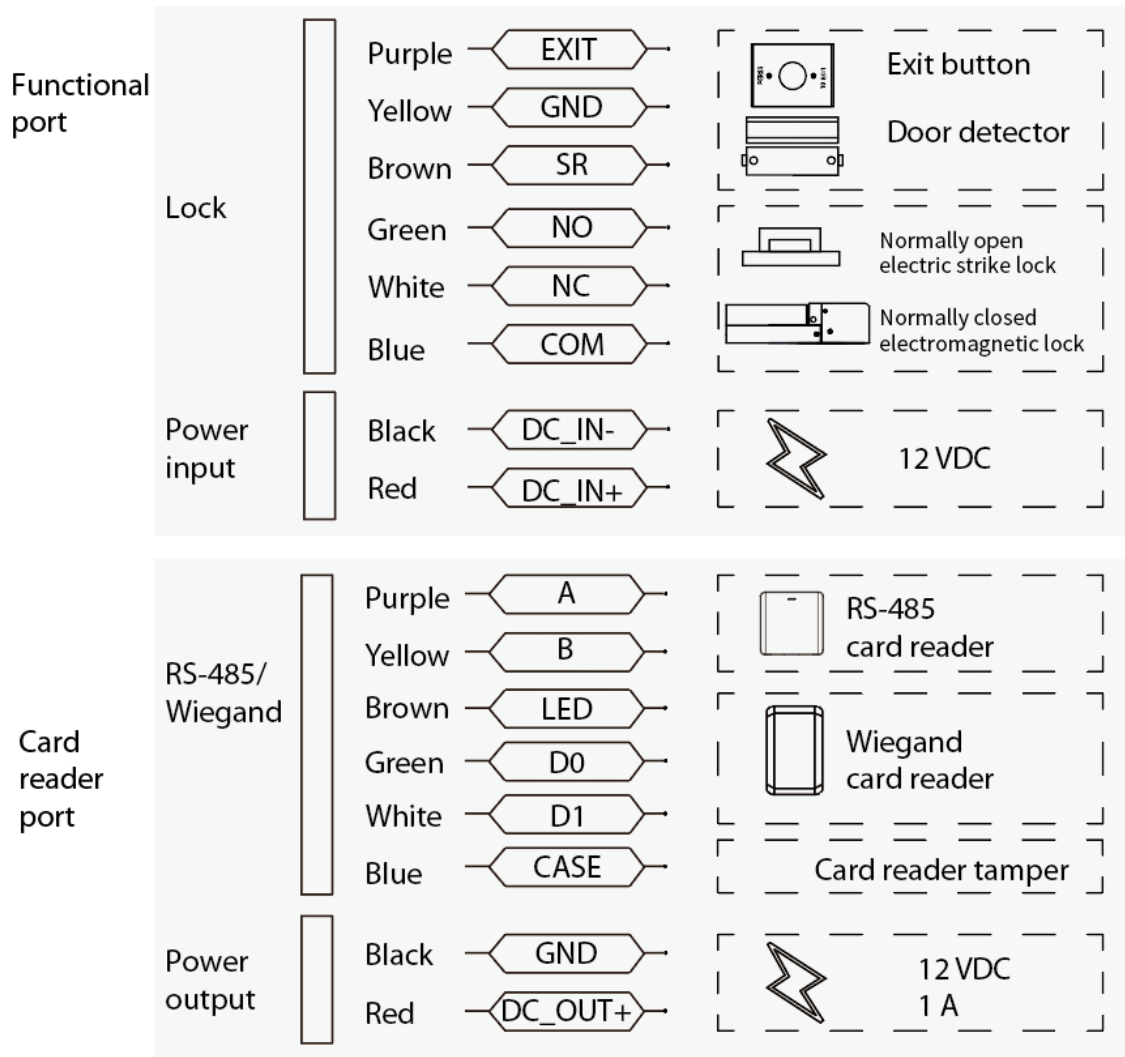 Functional
port
Lock
Purple
EXIT
Yellow
GND
Brown
SR
Green
NO
White
NC
Blue
COM
Exit button
Door detector
Normally open
electric strike lock
Normally closed
electromagnetic lock
Power
input
Black
DC_IN-
Red
DC_IN+
12 VDC
Card
reader
port
RS-485/
Wiegand
Purple
A
Yellow
B
Brown
LED
Green
D0
White
D1
Blue
CASE
RS-485
card reader
Wiegand
card reader
Card reader tamper
Power
output
Black
GND
Red
DC_OUT+
12 VDC
1 A